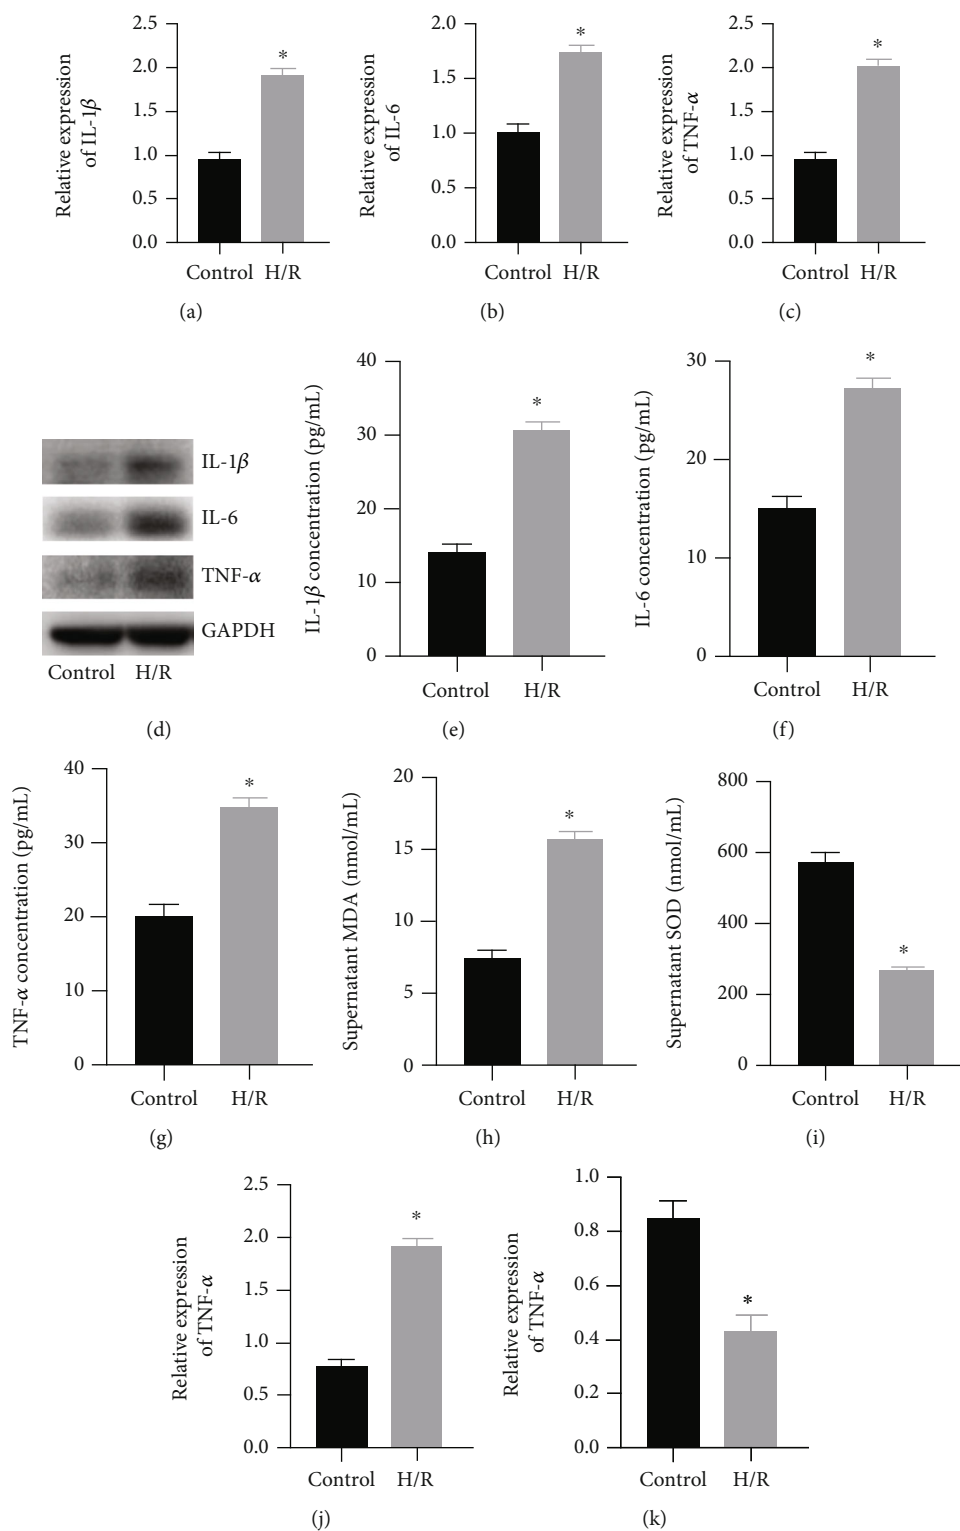 Relative expression
of IL-1β
2.5
2.0
1.5
1.0
0.5
0.0
*
Control H/R
(a)
Relative expression
of IL-6
2.0
1.5
1.0
0.5
0.0
*
Control H/R
(b)
Relative expression
of TNF-α
2.5
2.0
1.5
1.0
0.5
0.0
*
Control H/R
(c)
IL-1β
IL-6
TNF-α
GAPDH
Control H/R
(d)
IL-1β concentration (pg/mL)
40
30
20
10
0
*
Control H/R
(e)
IL-6 concentration (pg/mL)
30
20
10
0
*
Control H/R
(f)
TNF-α concentration (pg/mL)
40
30
20
10
0
*
Control H/R
(g)
Supernatant MDA (nmol/mL)
20
15
10
5
0
*
Control H/R
(h)
Supernatant SOD (nmol/mL)
800
600
400
200
0
*
Control H/R
(i)
Relative expression
of TNF-α
2.5
2.0
1.5
1.0
0.5
0.0
*
Control H/R
(j)
Relative expression
of TNF-α
1.0
0.8
0.6
0.4
0.2
0.0
*
Control H/R
(k)